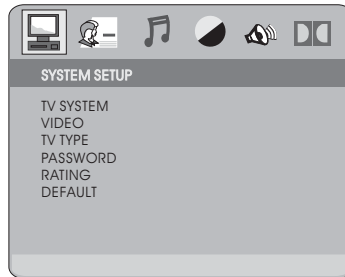 SYSTEM SETUP
TV SYSTEM
VIDEO
TV TYPE
PASSWORD
RATING
DEFAULT